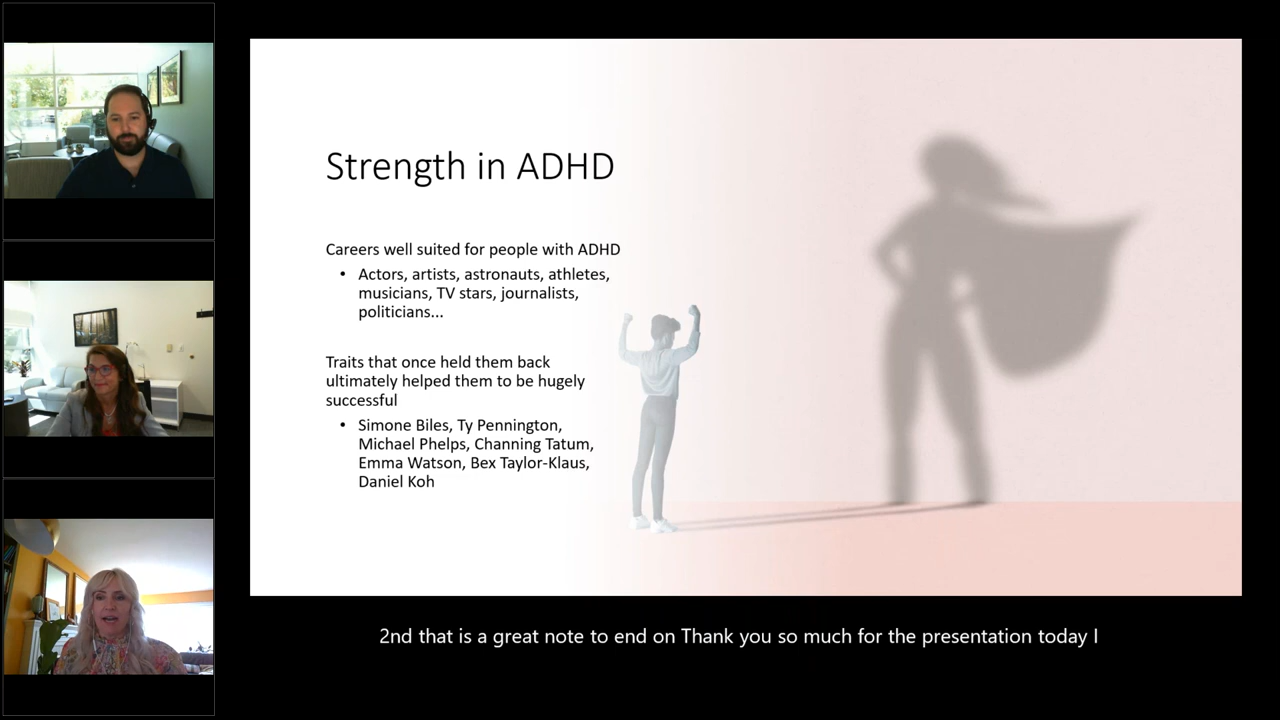 Strength in ADHD
Careers well suited for people with ADHD
• Actors, artists, astronauts, athletes,
musicians, TV stars, journalists,
politicians...
Traits that once held them back
ultimately helped them to be hugely
successful
• Simone Biles, Ty Pennington,
Michael Phelps, Channing Tatum,
Emma Watson, Bex Taylor-Klaus,
Daniel Koh
2nd that is a great note to end on Thank you so much for the presentation today I